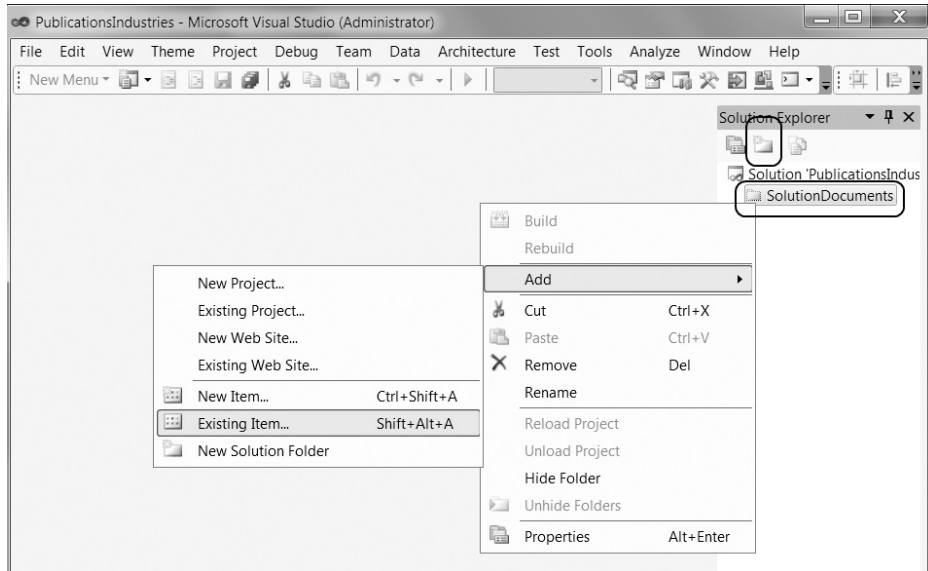 PublicationsIndustries - Microsoft Visual Studio (Administrator)
File Edit View Theme Project Debug Team Data Architecture Test Tools Analyze Window Help
New Menu
Solution Explorer
Solution 'PublicationsIndus
SolutionDocuments
Build
Rebuild
Add
Cut Ctrl+X
Paste Ctrl+V
Remove Del
Rename
Reload Project
Unload Project
Hide Folder
Unhide Folders
Properties Alt+Enter
New Project...
Existing Project...
New Web Site...
Existing Web Site...
New Item... Ctrl+Shift+A
Existing Item... Shift+Alt+A
New Solution Folder